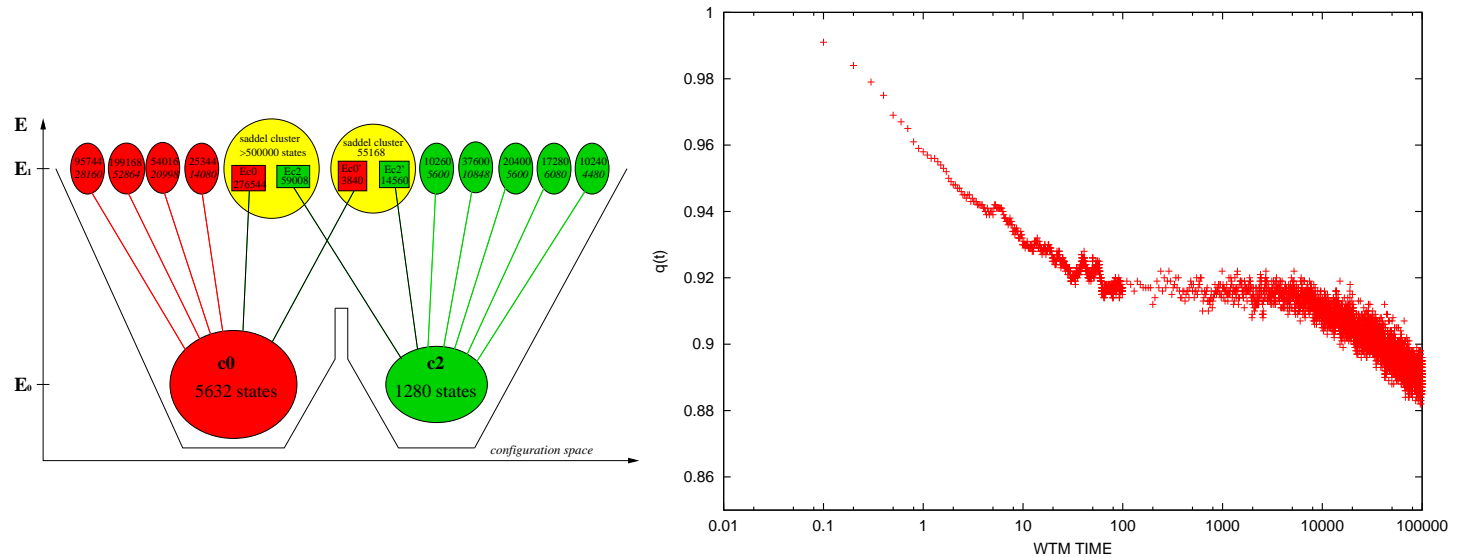 E
E₁
E₀
95744
28160
199168
52864
54016
20998
25344
14080
saddel cluster
>500000 states
Ec0
276544
Ec2
59008
saddel cluster
55168
Ec0'
3840
Ec2'
14560
10260
5600
37600
10848
20400
5600
17280
6080
10240
4480
c0
5632 states
c2
1280 states
configuration space
q(t)
1
0.98
0.96
0.94
0.92
0.9
0.88
0.86
0.01
0.1
1
10
100
1000
10000
100000
WTM TIME